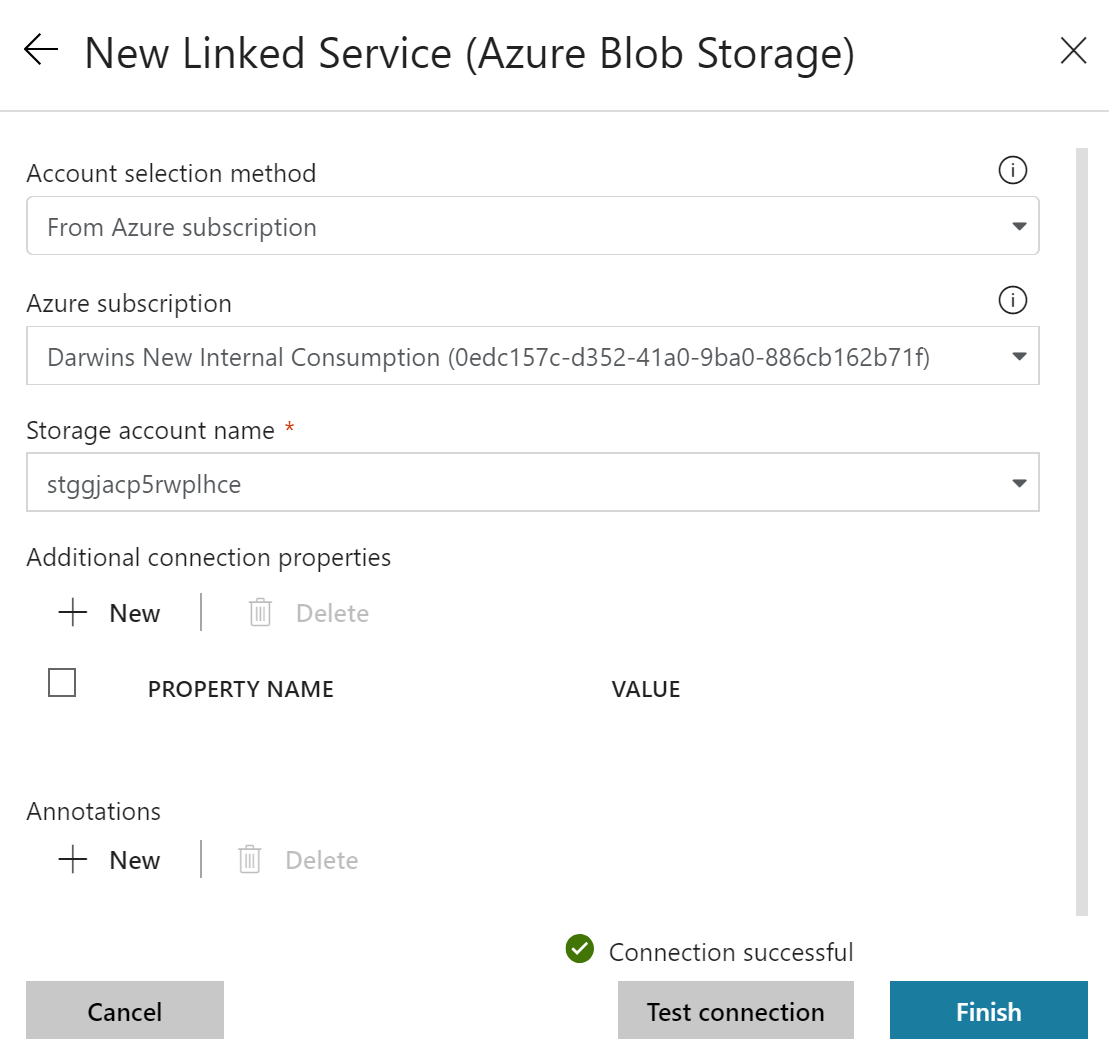 New Linked Service (Azure Blob Storage)
Account selection method
From Azure subscription
Azure subscription
Darwins New Internal Consumption (0edc157c-d352-41a0-9ba0-886cb162b71f)
Storage account name *
stggjacp5rwplhce
Additional connection properties
New Delete
PROPERTY NAME VALUE
Annotations
New Delete
Connection successful
Cancel Test connection Finish